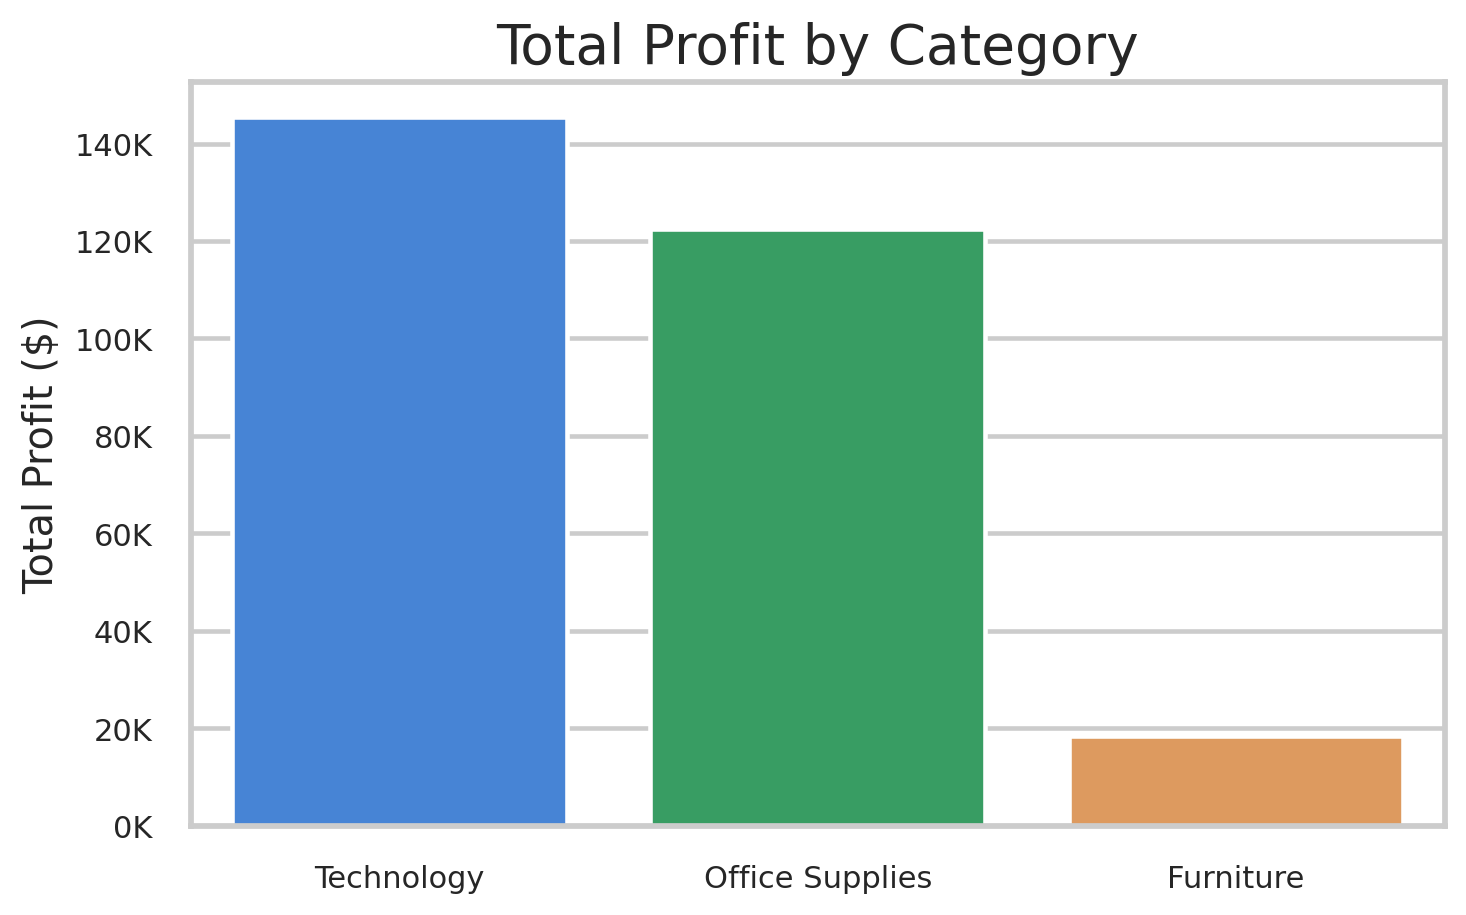 Total Profit by Category
Total Profit ($)
140K
120K
100K
80K
60K
40K
20K
0K
Technology
Office Supplies
Furniture